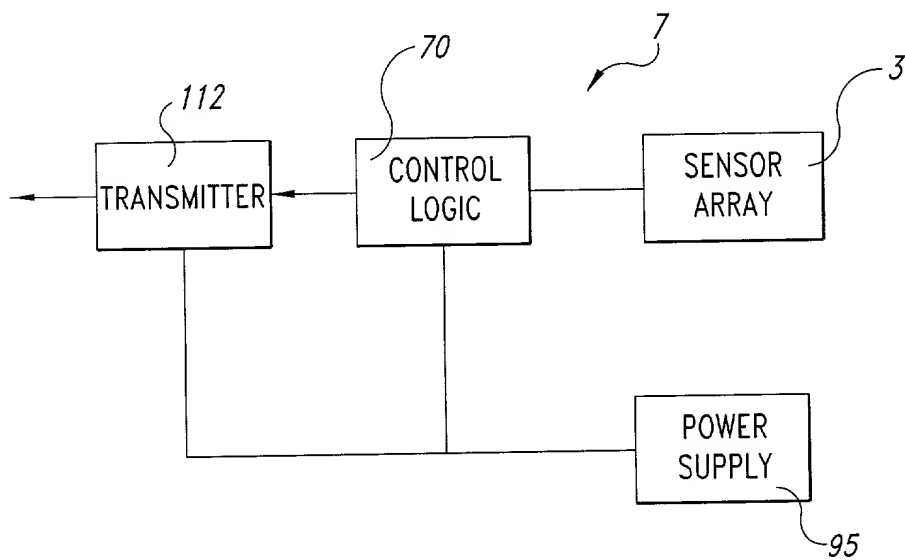 7
70
3
112
TRANSMITTER
CONTROL
LOGIC
SENSOR
ARRAY
POWER
SUPPLY
95